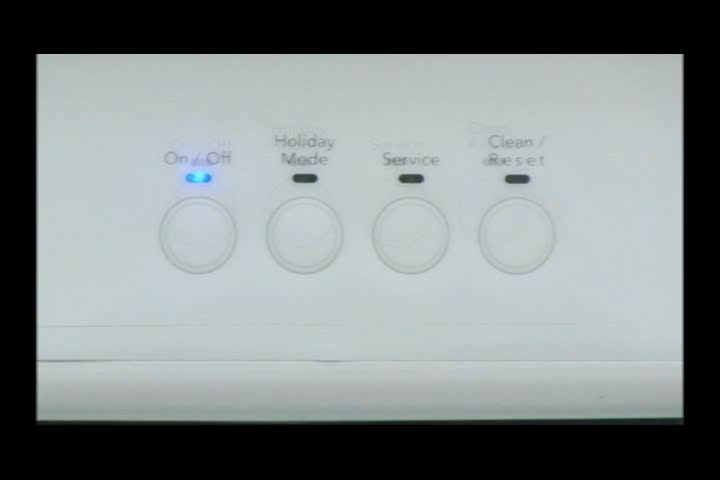 On / Off
Holiday
Mode
Service
Clean /
Reset